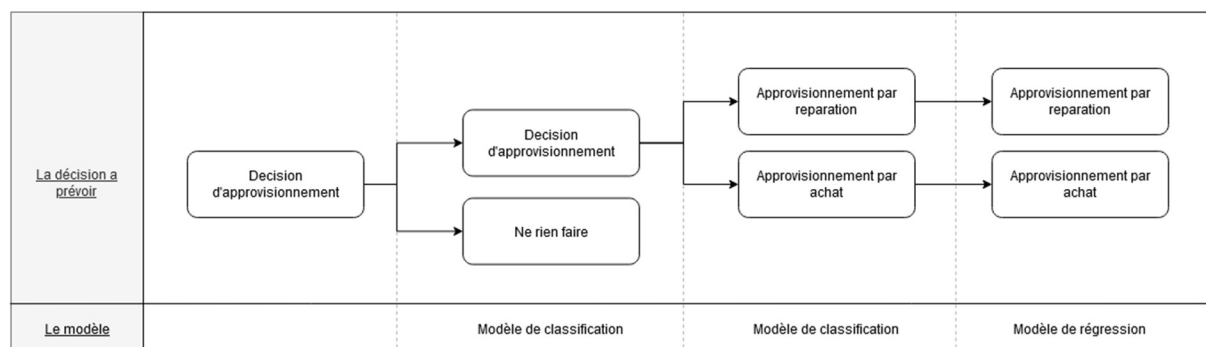 La décision a
prévoir
Decision
d'approvisionnement
Decision
d'approvisionnement
Ne rien faire
Approvisionnement par
reparation
Approvisionnement par
achat
Approvisionnement par
reparation
Approvisionnement par
achat
Le modèle
Modèle de classification
Modèle de classification
Modèle de régression